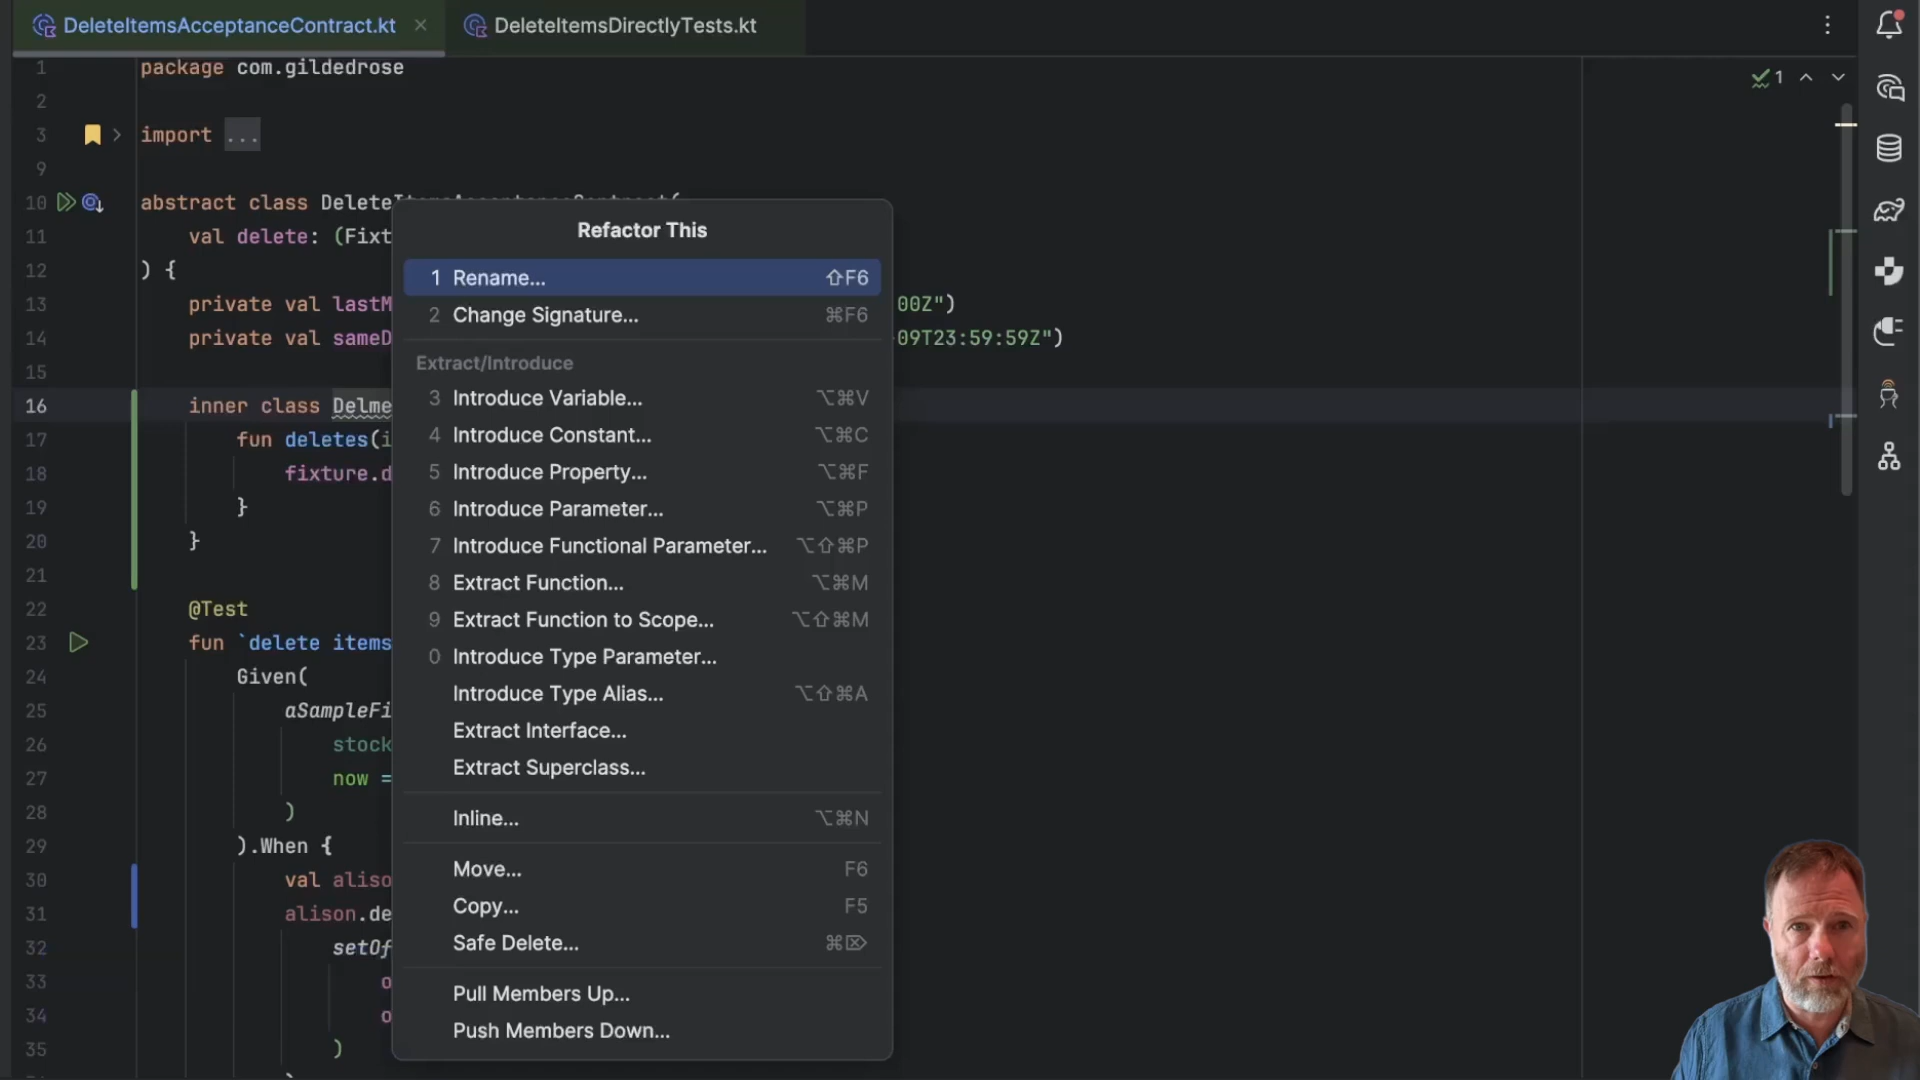 DeleteItemsAcceptanceContract.kt
DeleteItemsDirectlyTests.kt
1 package com.gildedrose
1
2
3 import ...
9
10 abstract class DeleteItemsAcceptanceContract(
11 val delete: (Fixt
12 ) {
13 private val lastM 00Z")
14 private val sameD 09T23:59:59Z")
15
16 inner class Delme
17 fun deletes(i
18 fixture.d
19 }
20 }
21
22 @Test
23 fun `delete items
24 Given(
25 aSampleFi
26 stock
27 now =
28 )
29 ).When {
30 val aliso
31 alison.de
32 setOf
33 o
34 o
35 )
Refactor This
1 Rename... ⇧F6
2 Change Signature... ⌘F6
Extract/Introduce
3 Introduce Variable... ⌥⌘V
4 Introduce Constant... ⌥⌘C
5 Introduce Property... ⌥⌘F
6 Introduce Parameter... ⌥⌘P
7 Introduce Functional Parameter... ⌥⇧⌘P
8 Extract Function... ⌥⌘M
9 Extract Function to Scope... ⌥⇧⌘M
0 Introduce Type Parameter...
Introduce Type Alias... ⌥⇧⌘A
Extract Interface...
Extract Superclass...
Inline... ⌥⌘N
Move... F6
Copy... F5
Safe Delete... ⌘⌦
Pull Members Up...
Push Members Down...